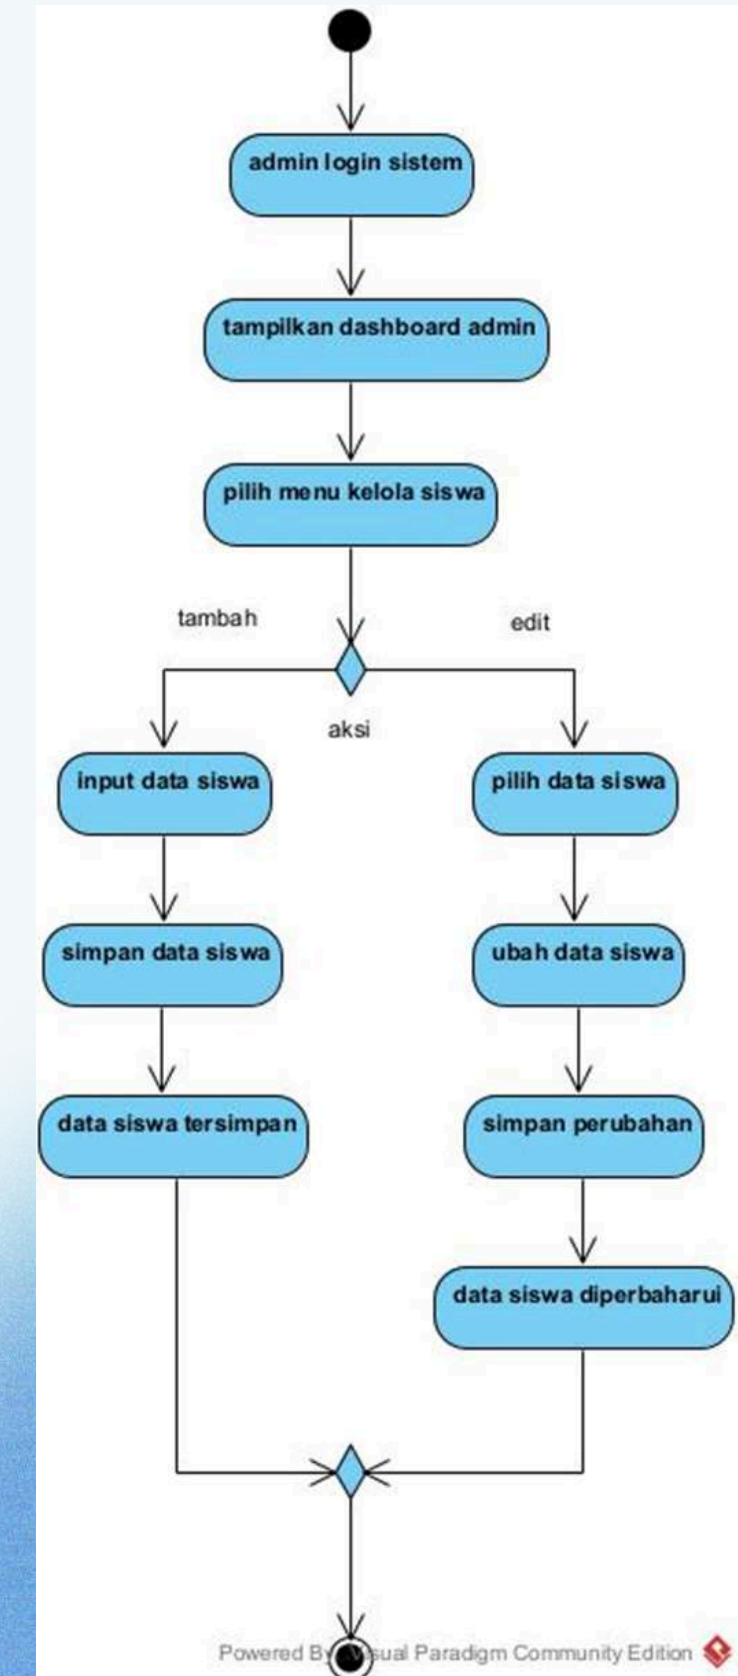 admin login sistem
tampilkan dashboard admin
pilih menu kelola siswa
tambah
edit
aksi
input data siswa
pilih data siswa
simpan data siswa
ubah data siswa
data siswa tersimpan
simpan perubahan
data siswa diperbaharui
Powered By Visual Paradigm Community Edition